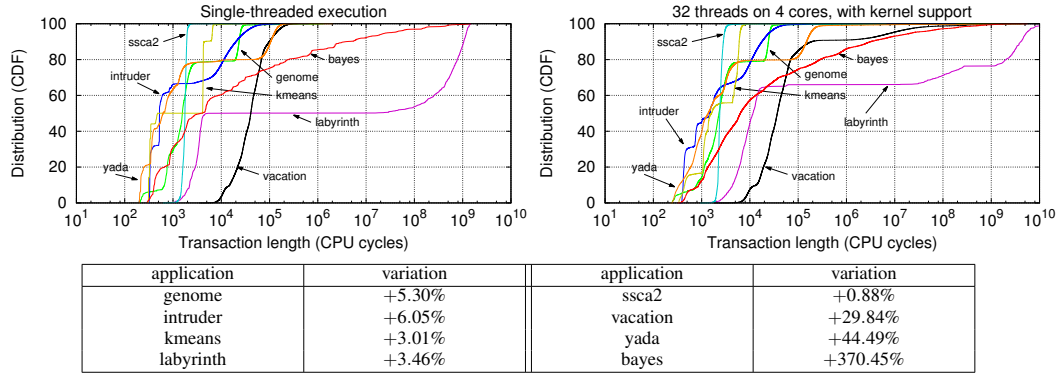 Single-threaded execution
Distribution (CDF)
100
80
60
40
20
0
10^1 10^2 10^3 10^4 10^5 10^6 10^7 10^8 10^9 10^10
Transaction length (CPU cycles)
ssca2
intruder
yada
genome
kmeans
bayes
labyrinth
vacation
32 threads on 4 cores, with kernel support
Distribution (CDF)
100
80
60
40
20
0
10^1 10^2 10^3 10^4 10^5 10^6 10^7 10^8 10^9 10^10
Transaction length (CPU cycles)
ssca2
intruder
yada
genome
kmeans
bayes
labyrinth
vacation
application variation application variation
genome +5.30% ssca2 +0.88%
intruder +6.05% vacation +29.84%
kmeans +3.01% yada +44.49%
labyrinth +3.46% bayes +370.45%